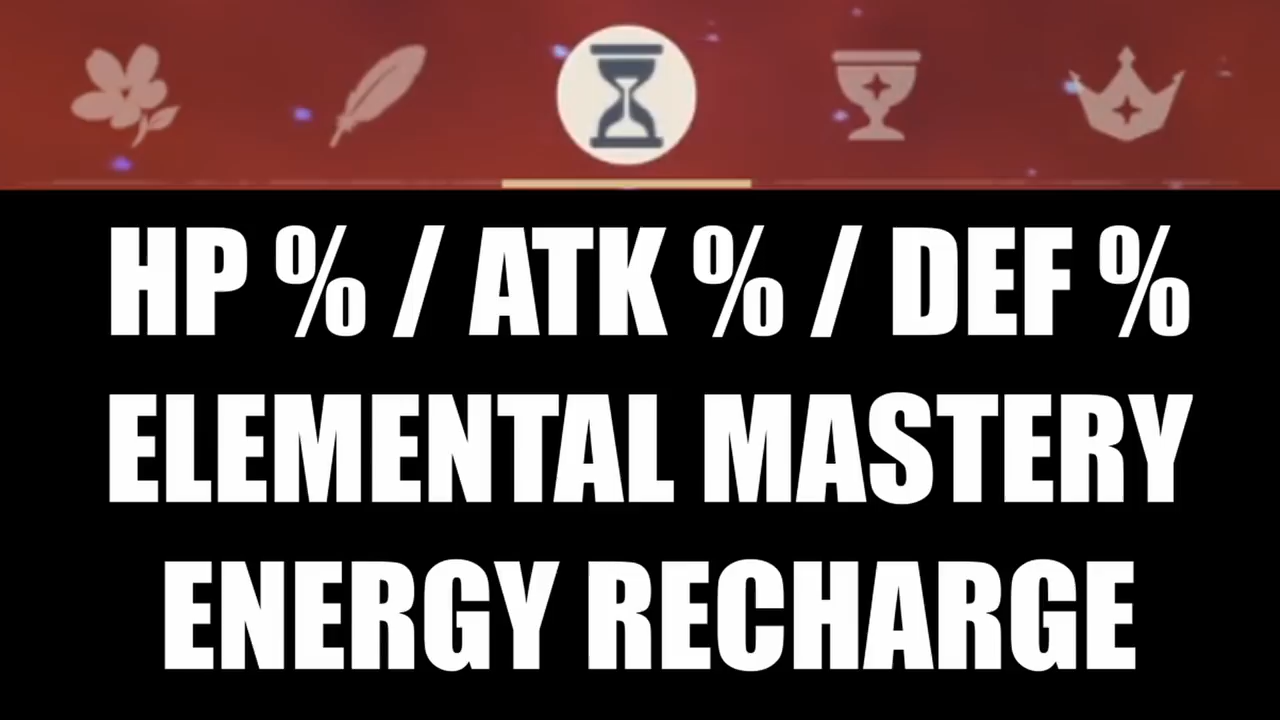 HP % / ATK % / DEF %
ELEMENTAL MASTERY
ENERGY RECHARGE